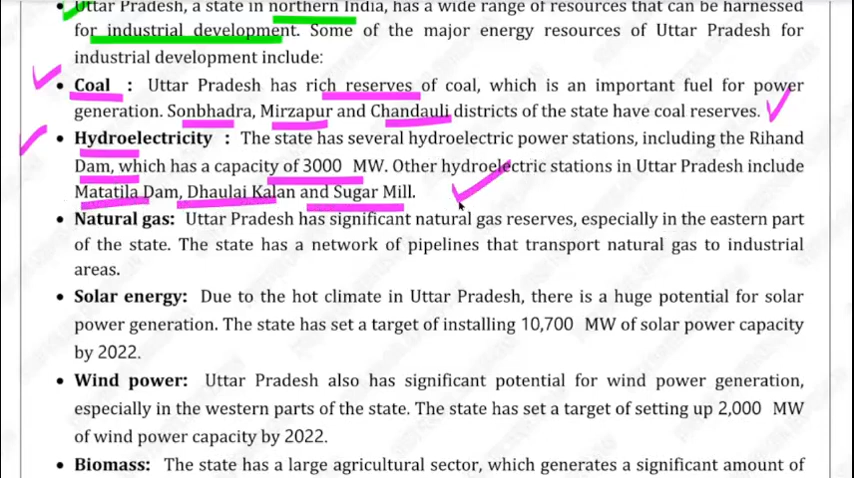 • Uttar Pradesh, a state in northern India, has a wide range of resources that can be harnessed
for industrial development. Some of the major energy resources of Uttar Pradesh for
industrial development include:
• Coal : Uttar Pradesh has rich reserves of coal, which is an important fuel for power
generation. Sonbhadra, Mirzapur and Chandauli districts of the state have coal reserves.
• Hydroelectricity : The state has several hydroelectric power stations, including the Rihand
Dam, which has a capacity of 3000 MW. Other hydroelectric stations in Uttar Pradesh include
Matatila Dam, Dhaulai Kalan and Sugar Mill.
• Natural gas: Uttar Pradesh has significant natural gas reserves, especially in the eastern part
of the state. The state has a network of pipelines that transport natural gas to industrial
areas.
• Solar energy: Due to the hot climate in Uttar Pradesh, there is a huge potential for solar
power generation. The state has set a target of installing 10,700 MW of solar power capacity
by 2022.
• Wind power: Uttar Pradesh also has significant potential for wind power generation,
especially in the western parts of the state. The state has set a target of setting up 2,000 MW
of wind power capacity by 2022.
• Biomass: The state has a large agricultural sector, which generates a significant amount of